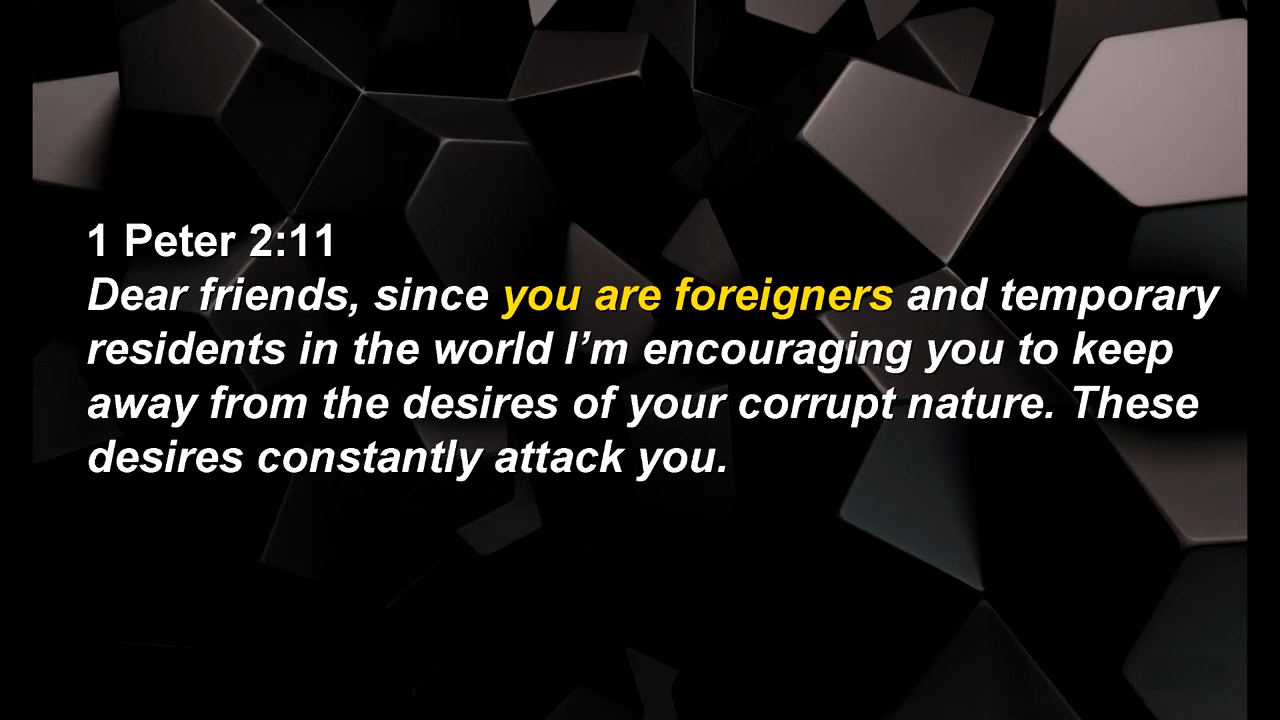 1 Peter 2:11
Dear friends, since you are foreigners and temporary
residents in the world I’m encouraging you to keep
away from the desires of your corrupt nature. These
desires constantly attack you.